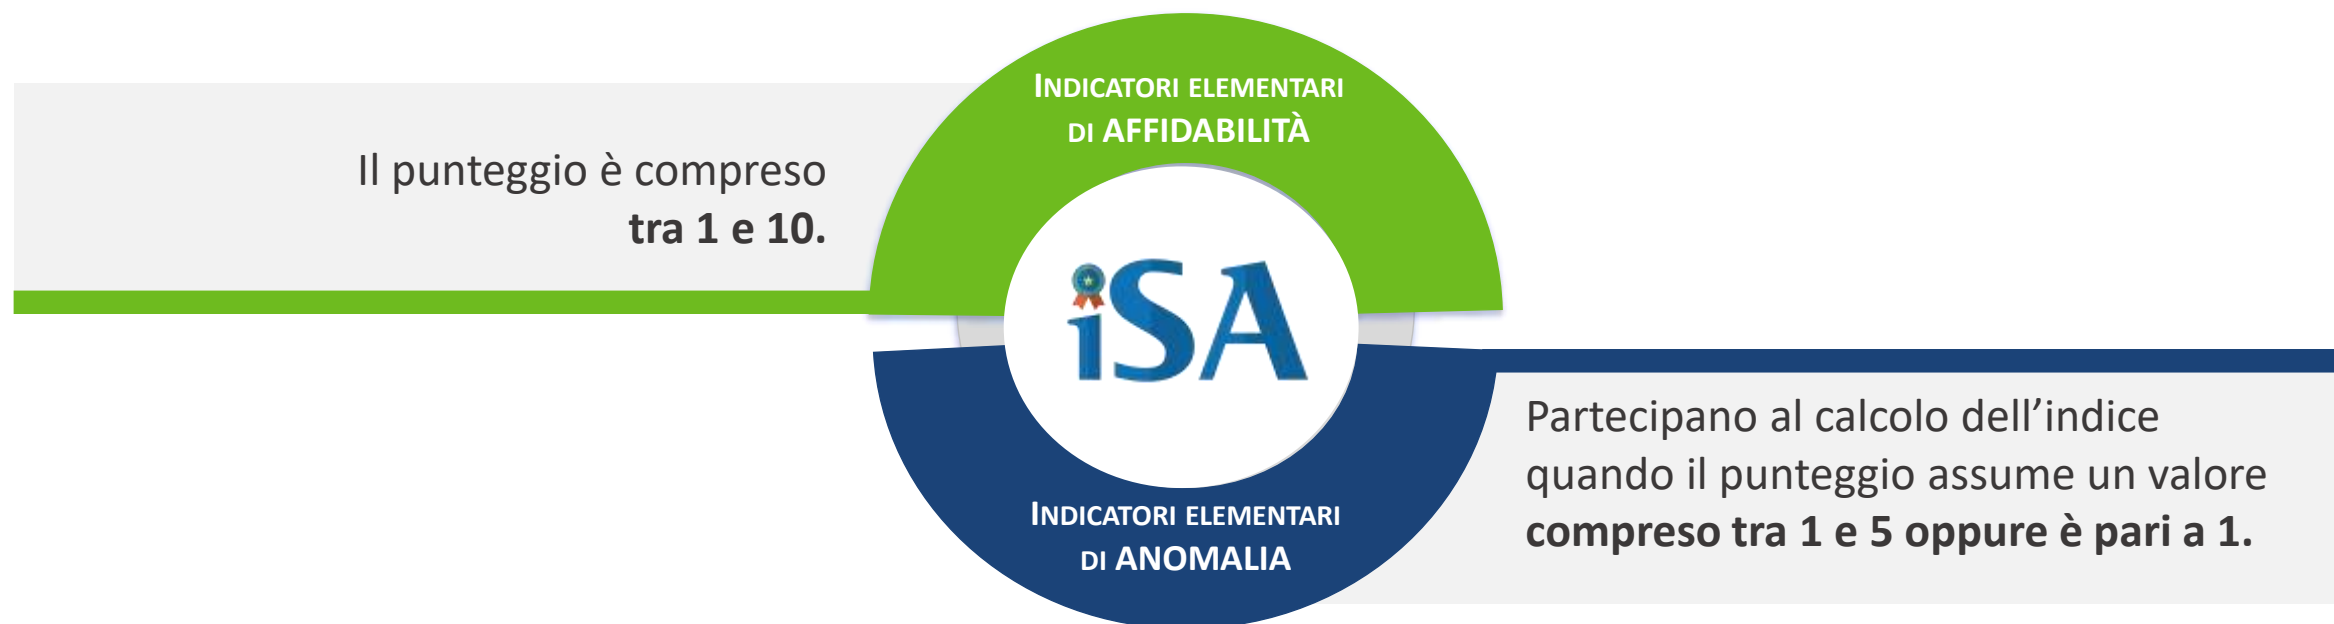 INDICATORI ELEMENTARI
DI AFFIDABILITÀ
Il punteggio è compreso
tra 1 e 10.
iSA
Partecipano al calcolo dell’indice
quando il punteggio assume un valore
compreso tra 1 e 5 oppure è pari a 1.
INDICATORI ELEMENTARI
DI ANOMALIA